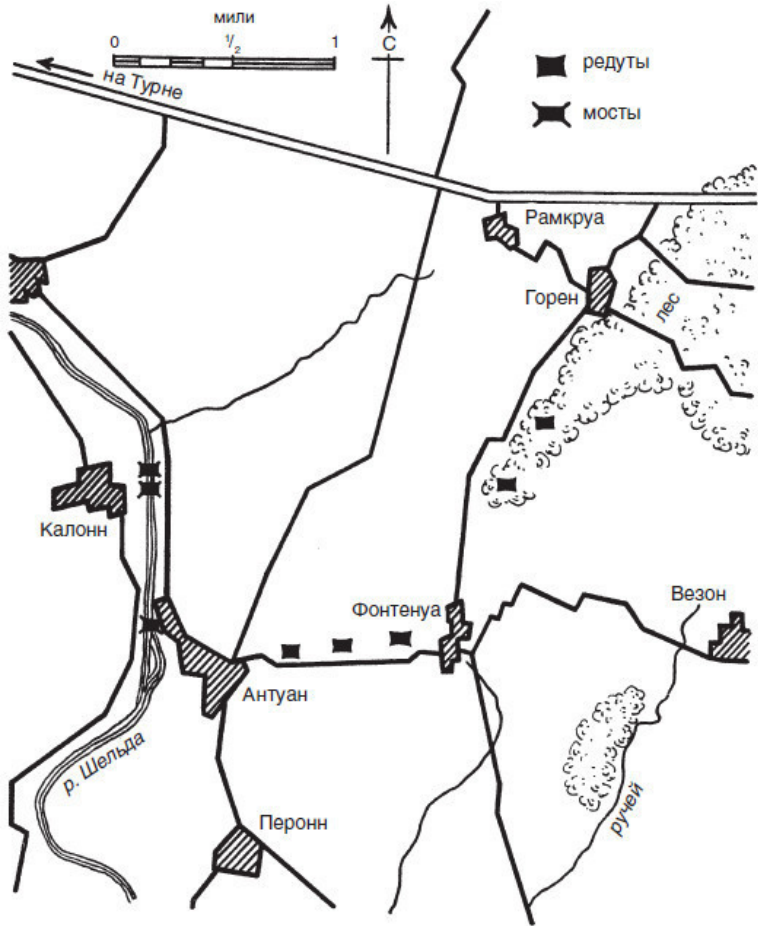 мили
0 1/2 1
на Турне
С
редуты
мосты
Рамкруа
Горен
лес
Калонн
Фонтенуа
Везон
Антуан
р. Шельда
ручей
Перонн